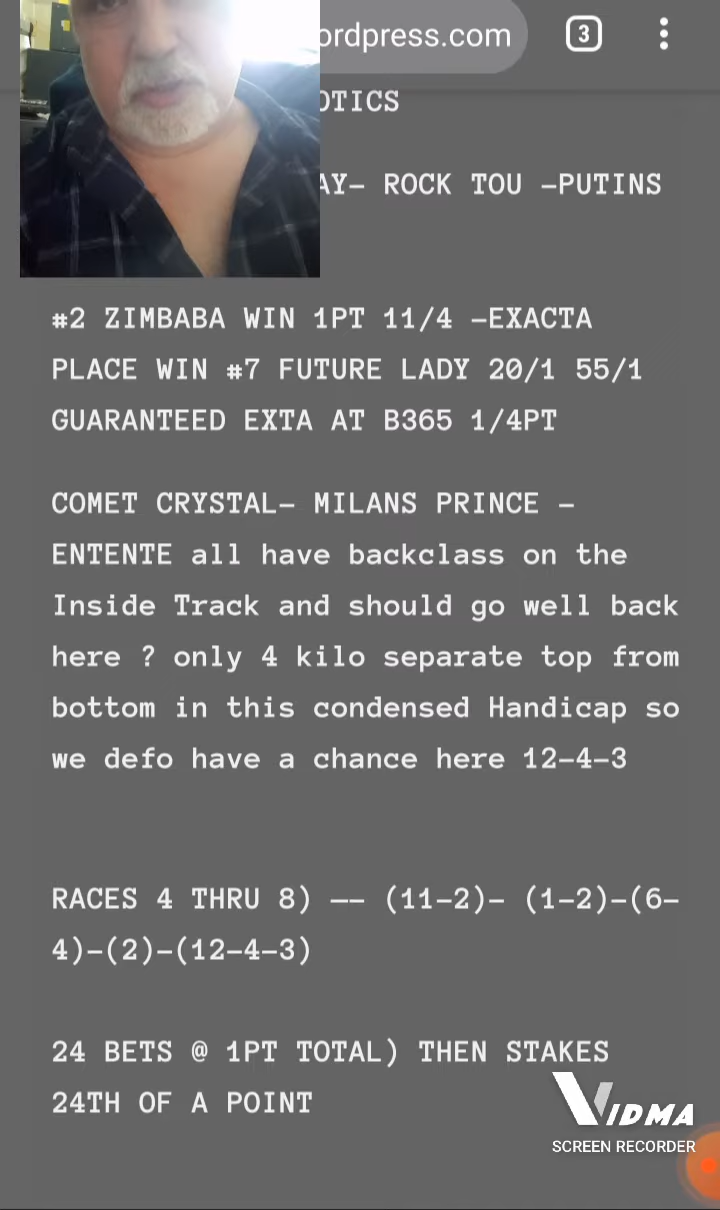 ordpress.com
3
OTICS
AY- ROCK TOU -PUTINS
#2 ZIMBABA WIN 1PT 11/4 -EXACTA
PLACE WIN #7 FUTURE LADY 20/1 55/1
GUARANTEED EXTA AT B365 1/4PT
COMET CRYSTAL- MILANS PRINCE -
ENTENTE all have backclass on the
Inside Track and should go well back
here ? only 4 kilo separate top from
bottom in this condensed Handicap so
we defo have a chance here 12-4-3
RACES 4 THRU 8) -- (11-2)- (1-2)-(6-
4)-(2)-(12-4-3)
24 BETS @ 1PT TOTAL) THEN STAKES
24TH OF A POINT
VIDMA
SCREEN RECORDER